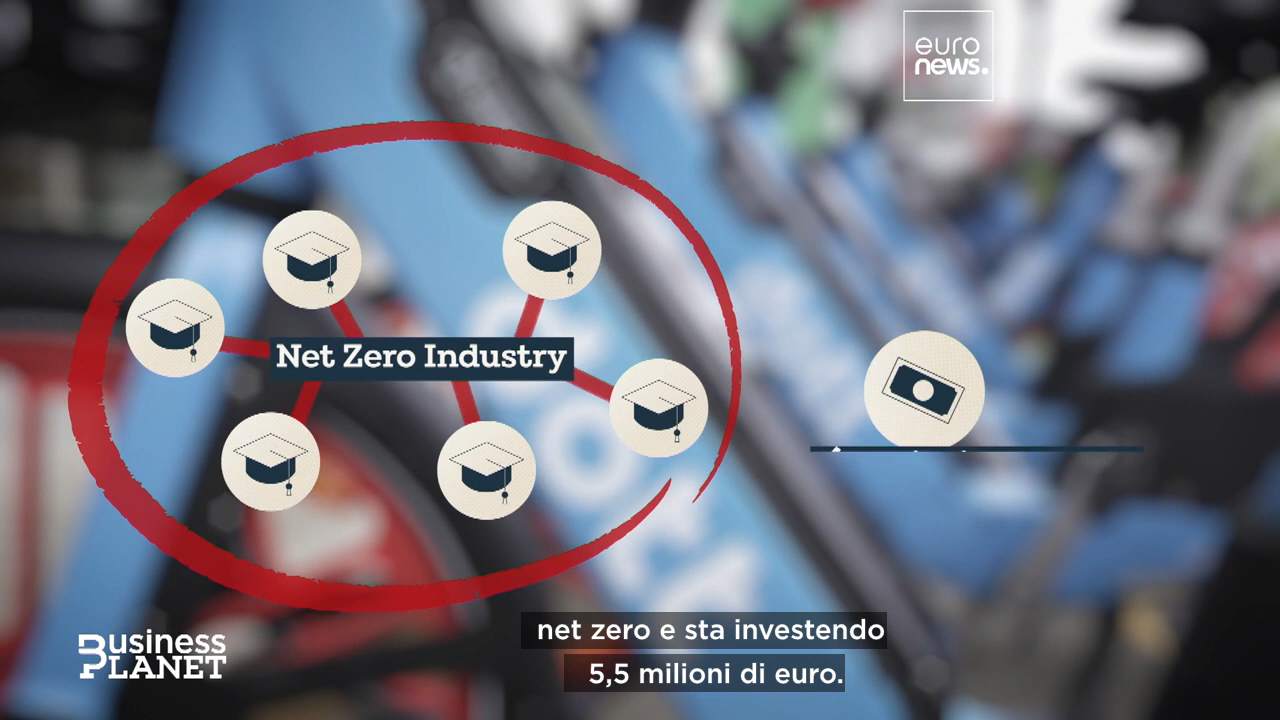 euro
news.
Net Zero Industry
Business
PLANET
net zero e sta investendo
5,5 milioni di euro.